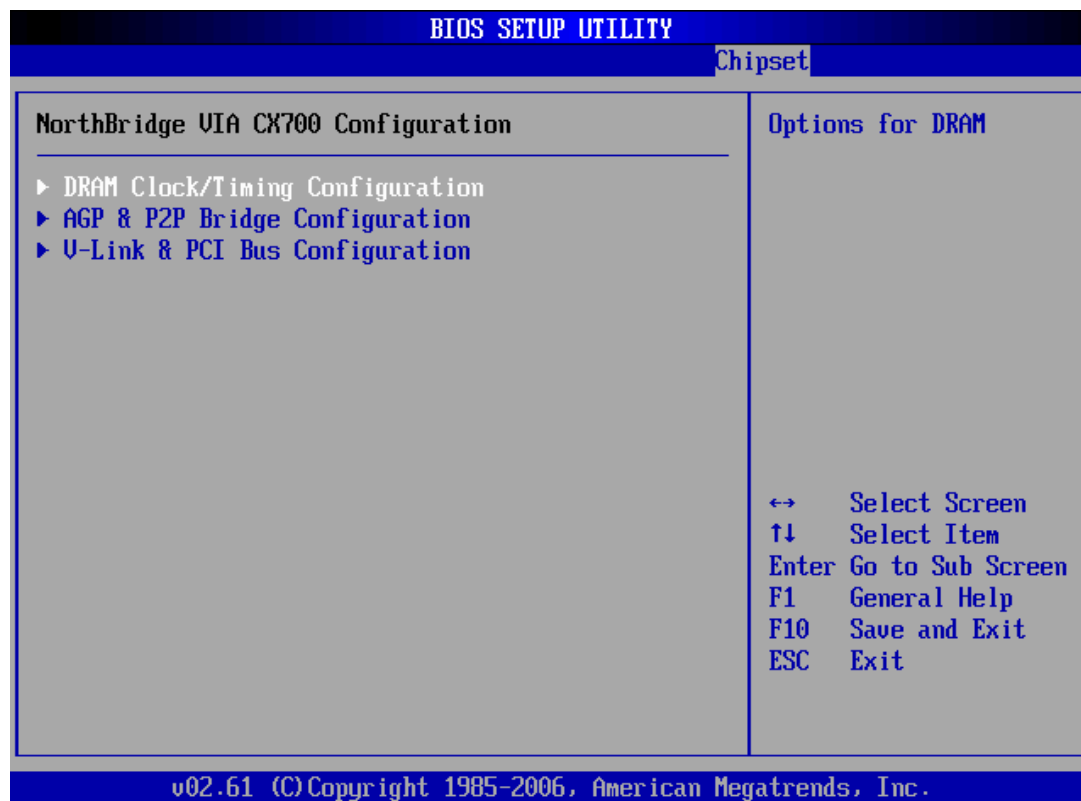 BIOS SETUP UTILITY
Chipset
NorthBridge VIA CX700 Configuration
DRAM Clock/Timing Configuration
AGP & P2P Bridge Configuration
V-Link & PCI Bus Configuration
Options for DRAM
↔ Select Screen
↑↓ Select Item
Enter Go to Sub Screen
F1 General Help
F10 Save and Exit
ESC Exit
v02.61 (C)Copyright 1985-2006, American Megatrends, Inc.